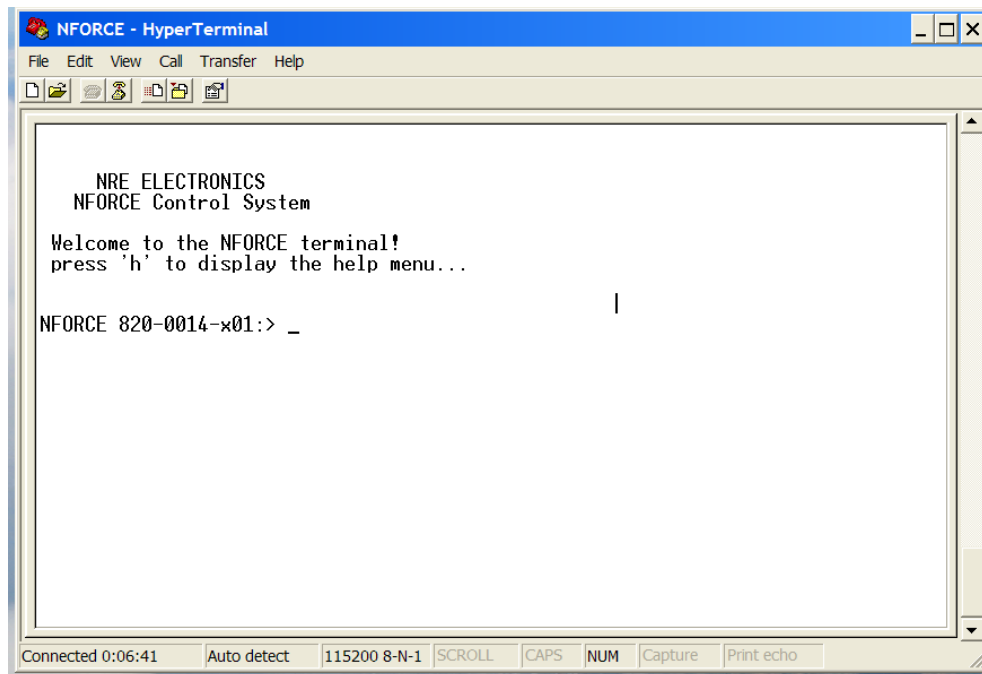 NFORCE - HyperTerminal
File Edit View Call Transfer Help
NRE ELECTRONICS
NFORCE Control System
Welcome to the NFORCE terminal!
press 'h' to display the help menu...
NFORCE 820-0014-x01:> _
Connected 0:06:41 Auto detect 115200 8-N-1 SCROLL CAPS NUM Capture Print echo